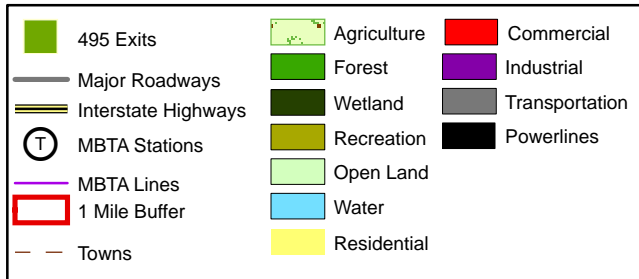 495 Exits
Major Roadways
Interstate Highways
T MBTA Stations
MBTA Lines
1 Mile Buffer
Towns
Agriculture
Forest
Wetland
Recreation
Open Land
Water
Residential
Commercial
Industrial
Transportation
Powerlines